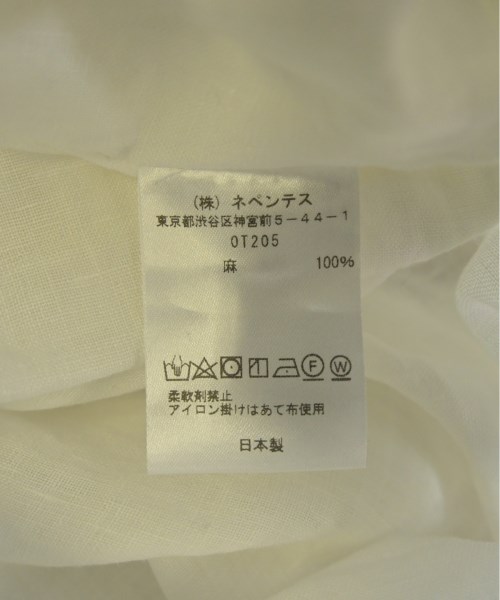 (株) ネペンテス
東京都渋谷区神宮前5-44-1
0T205
麻 100%
F W
柔軟剤禁止
アイロン掛けはあて布使用
日本製